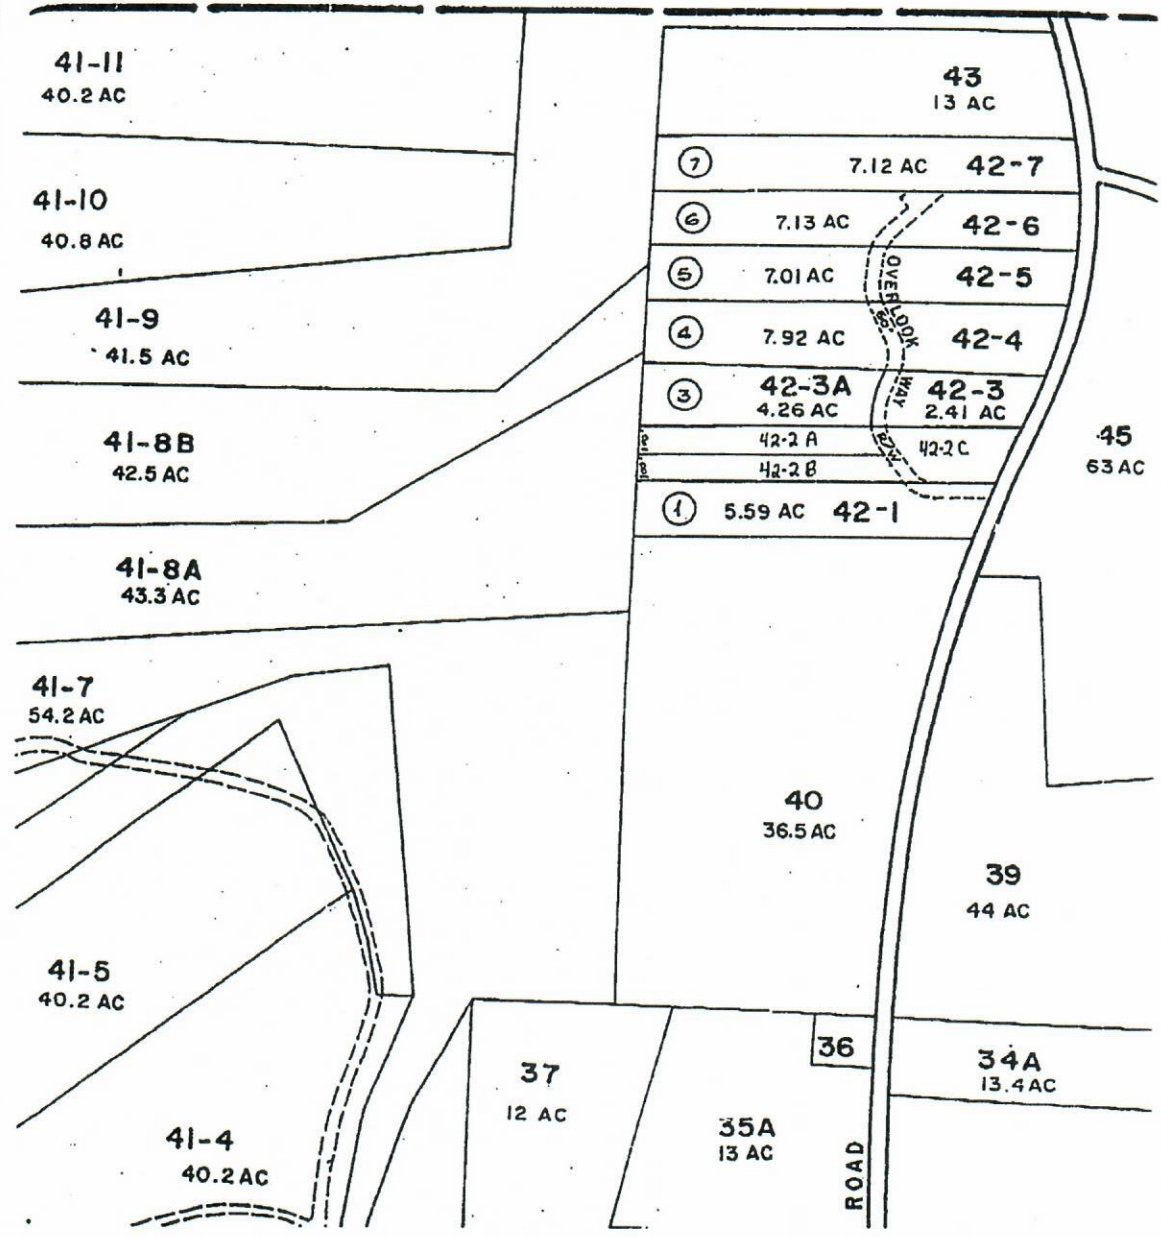 41-11
40.2 AC
43
13 AC
⑦ 7.12 AC 42-7
41-10
40.8 AC
⑥ 7.13 AC 42-6
⑤ 7.01 AC 42-5
OVERLOOK WAY
60'
R/W
41-9
41.5 AC
④ 7.92 AC 42-4
③ 42-3A 42-3
4.26 AC 2.41 AC
41-8B
42.5 AC
42-2A 42-2C
42-2B
45
63 AC
① 5.59 AC 42-1
41-8A
43.3 AC
41-7
54.2 AC
40
36.5 AC
39
44 AC
41-5
40.2 AC
36
34A
13.4 AC
37
12 AC
35A
13 AC
41-4
40.2 AC
ROAD